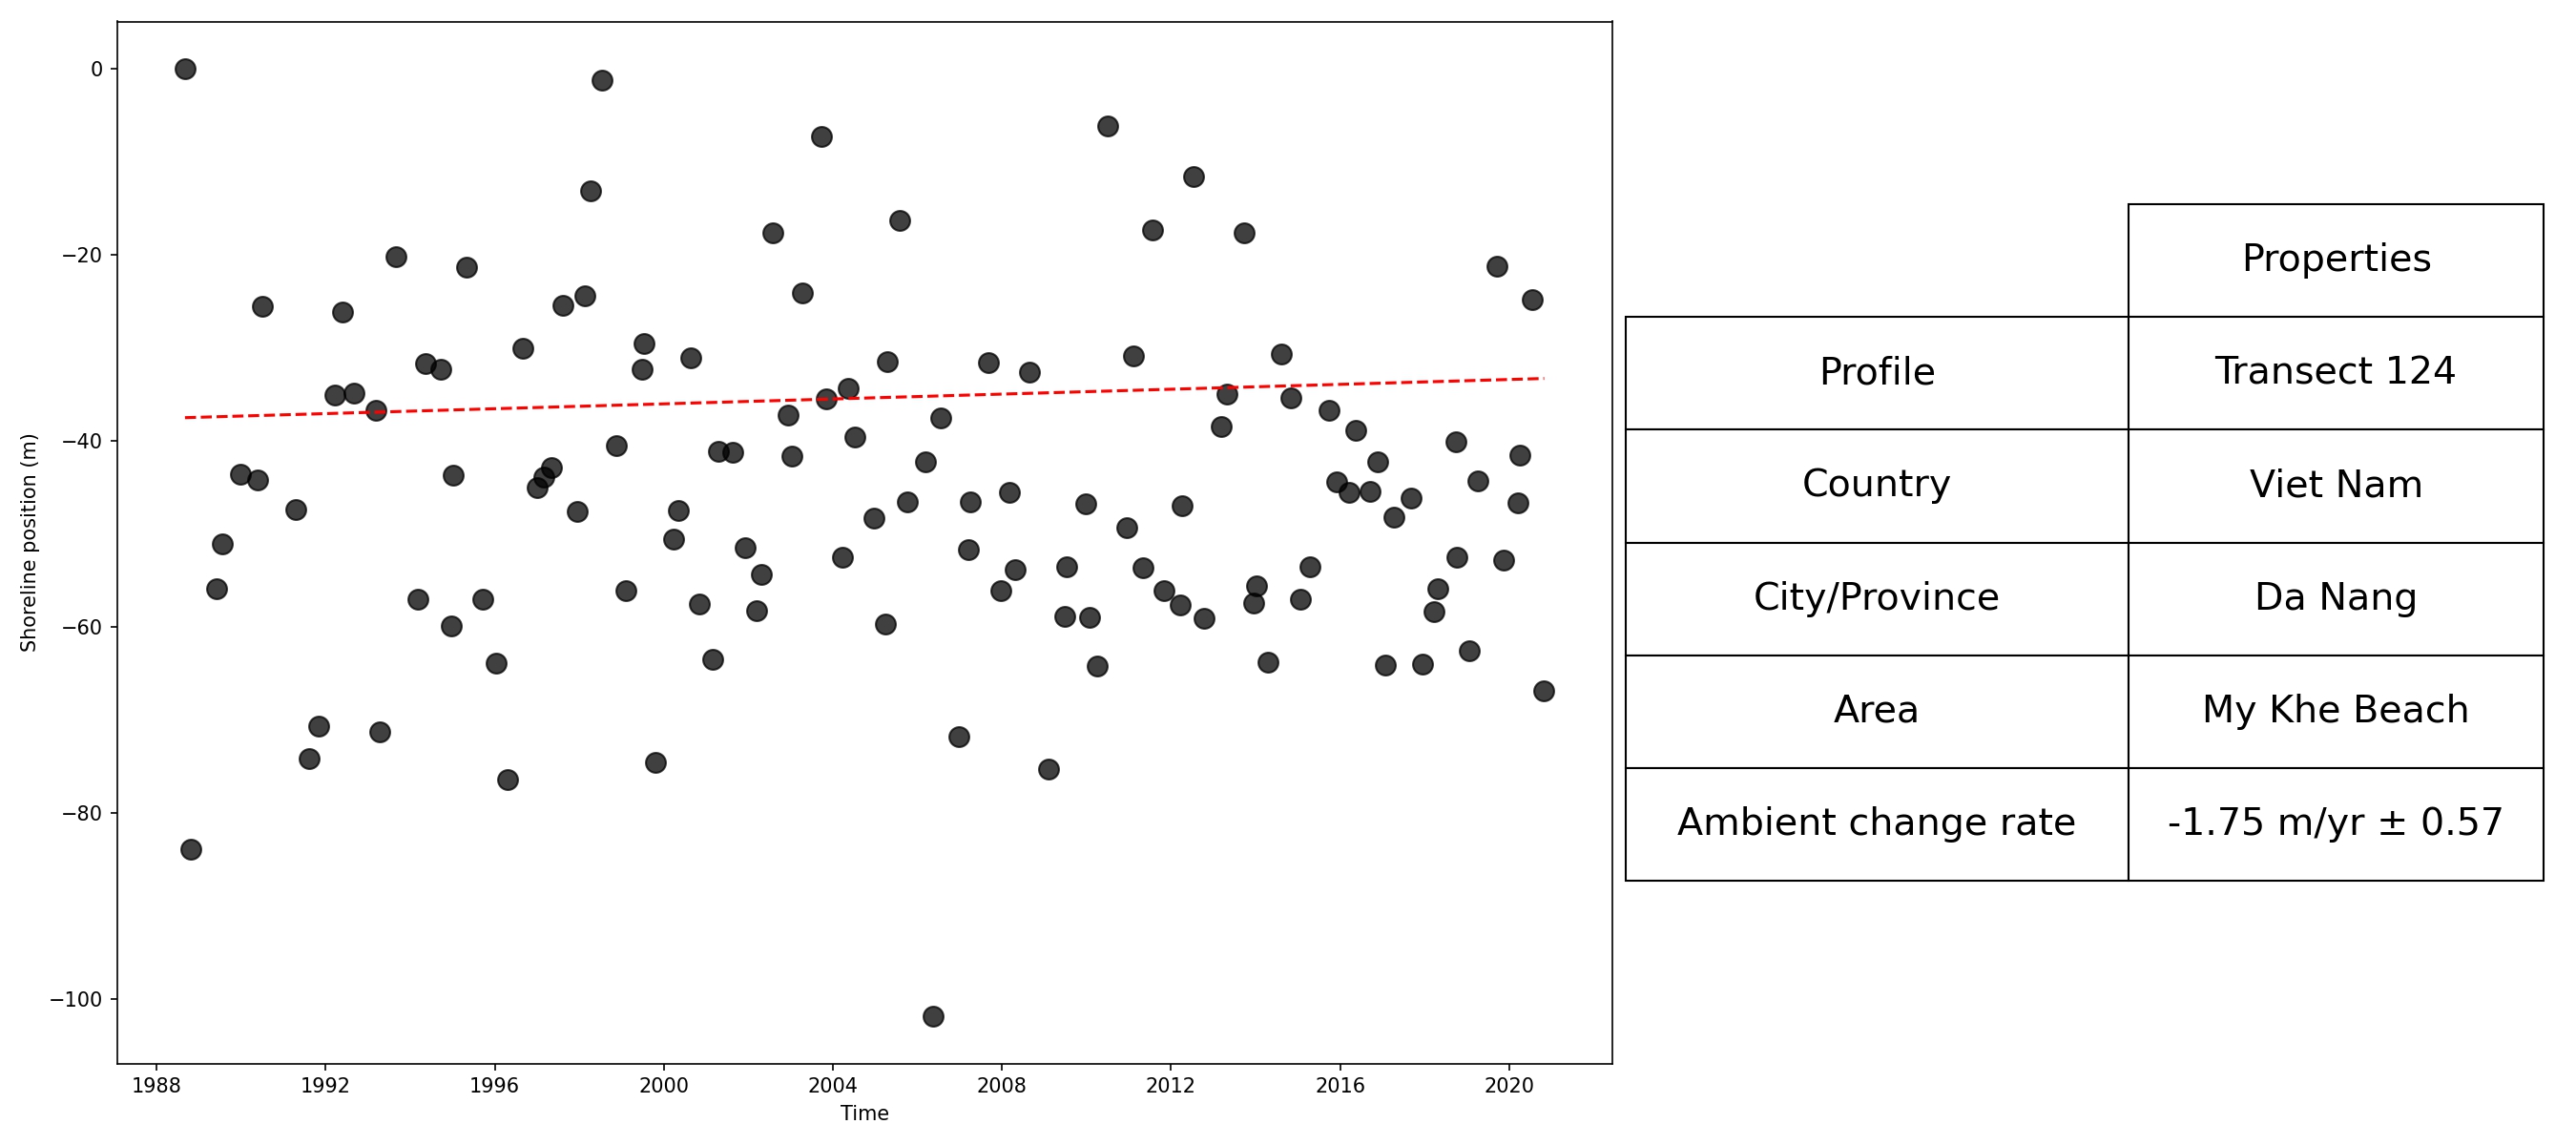 0
−20
−40
−60
−80
−100
Shoreline position (m)
1988 1992 1996 2000 2004 2008 2012 2016 2020
Time
Properties
Profile Transect 124
Country Viet Nam
City/Province Da Nang
Area My Khe Beach
Ambient change rate -1.75 m/yr ± 0.57